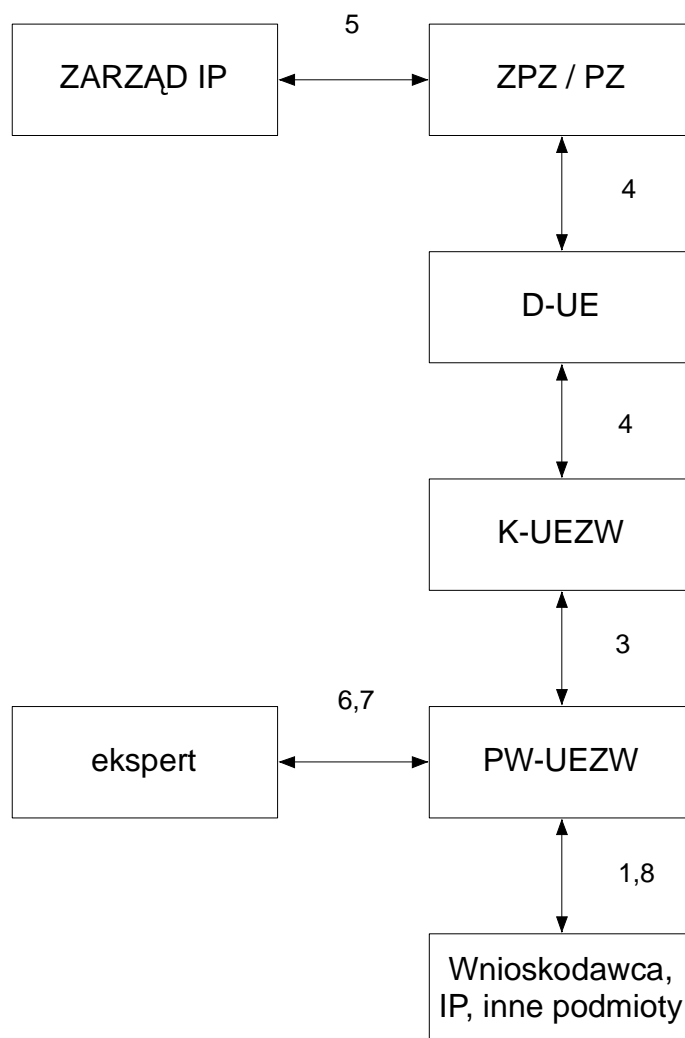 5
ZARZĄD IP
ZPZ / PZ
4
D-UE
4
K-UEZW
3
6,7
ekspert
PW-UEZW
1,8
Wnioskodawca,
IP, inne podmioty